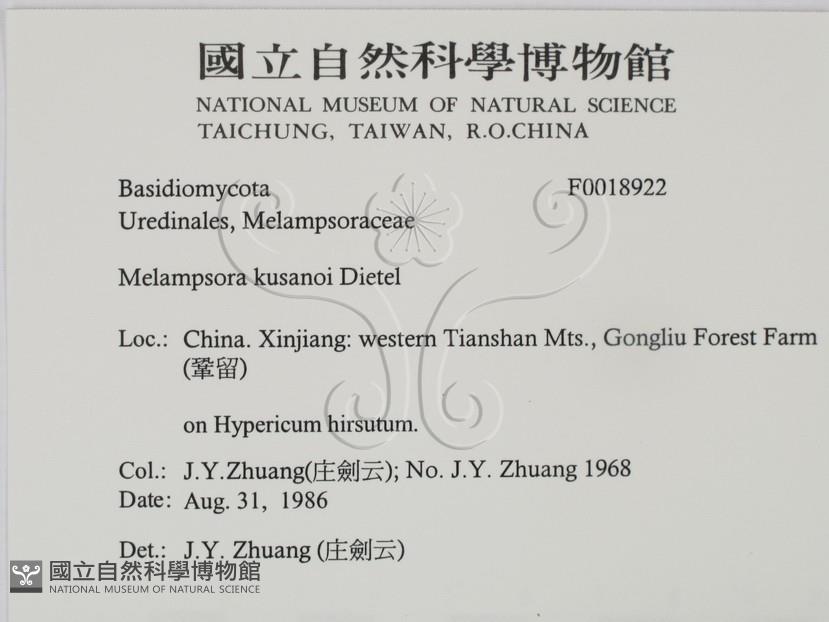 國立自然科學博物館
NATIONAL MUSEUM OF NATURAL SCIENCE
TAICHUNG, TAIWAN, R.O.CHINA
Basidiomycota F0018922
Uredinales, Melampsoraceae
Melampsora kusanoi Dietel
Loc.: China. Xinjiang: western Tianshan Mts., Gongliu Forest Farm
(鞏留)
on Hypericum hirsutum.
Col.: J.Y.Zhuang(庄劍云); No. J.Y. Zhuang 1968
Date: Aug. 31, 1986
Det.: J.Y. Zhuang (庄劍云)
國立自然科學博物館
NATIONAL MUSEUM OF NATURAL SCIENCE